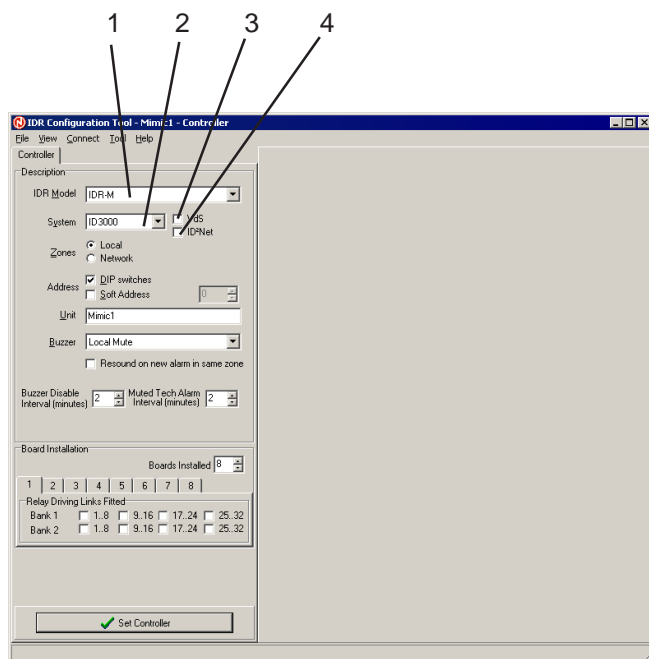 1 2 3 4
IDR Configuration Tool - Mimic1 - Controller
File View Connect Tool Help
Controller
Description
IDR Model IDR-M
System ID3000 VdS
ID²Net
Zones Local
Network
Address DIP switches
Soft Address 0
Unit Mimic1
Buzzer Local Mute
Resound on new alarm in same zone
Buzzer Disable Interval (minutes) 2 Muted Tech Alarm Interval (minutes) 2
Board Installation
Boards Installed 8
1 2 3 4 5 6 7 8
Relay Driving Links Fitted
Bank 1 1..8 9..16 17..24 25..32
Bank 2 1..8 9..16 17..24 25..32
Set Controller